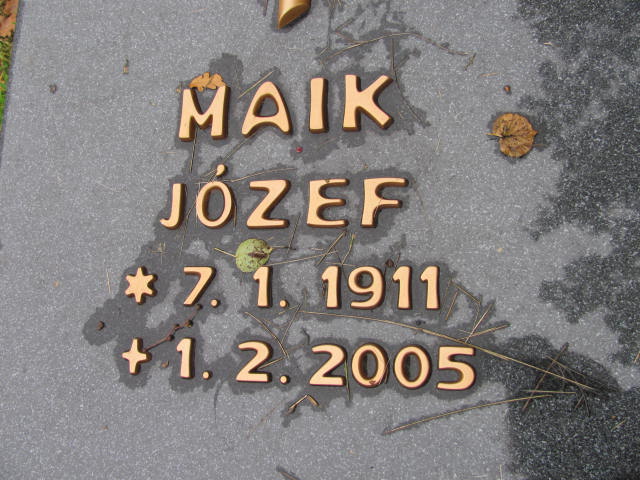 MAIK
JÓZEF
* 7. 1. 1911
+ 1. 2. 2005